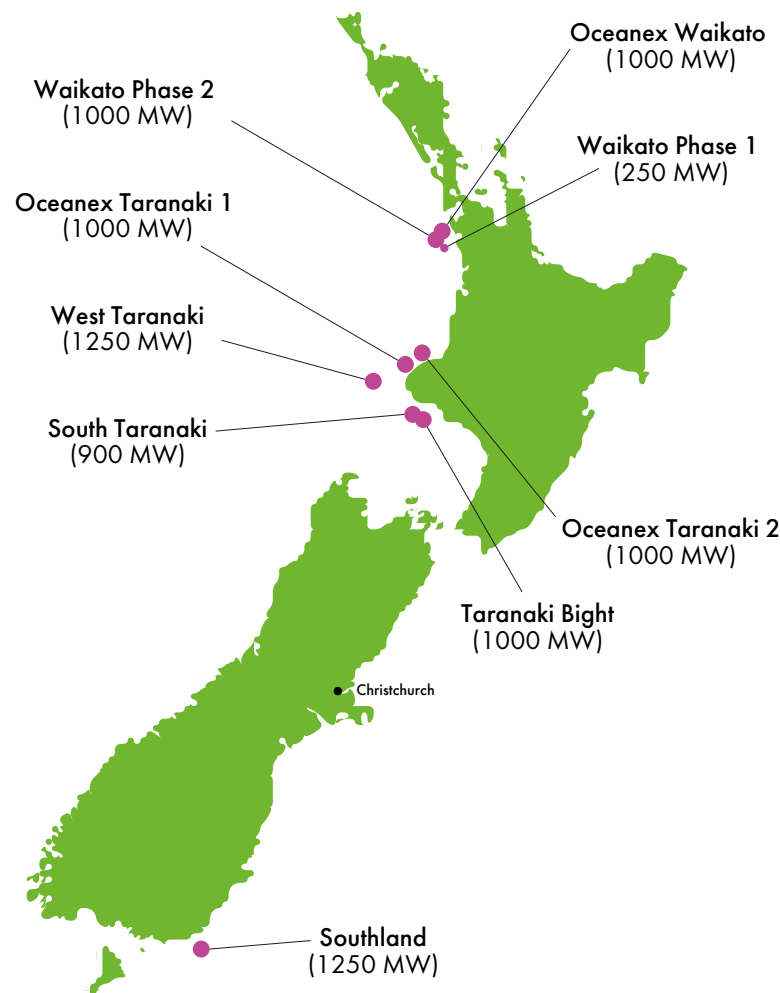 Oceanex Waikato
(1000 MW)
Waikato Phase 2
(1000 MW)
Waikato Phase 1
(250 MW)
Oceanex Taranaki 1
(1000 MW)
West Taranaki
(1250 MW)
South Taranaki
(900 MW)
Oceanex Taranaki 2
(1000 MW)
Taranaki Bight
(1000 MW)
Christchurch
Southland
(1250 MW)